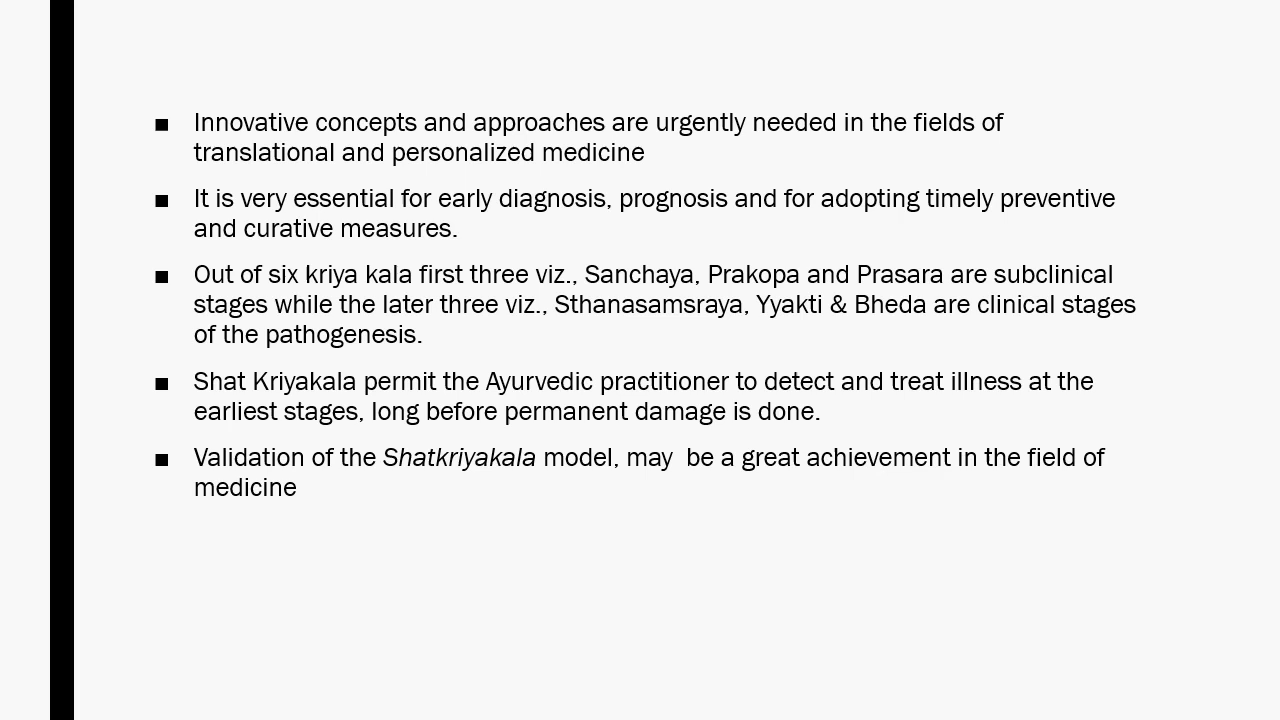 ■ Innovative concepts and approaches are urgently needed in the fields of
translational and personalized medicine
■ It is very essential for early diagnosis, prognosis and for adopting timely preventive
and curative measures.
■ Out of six kriya kala first three viz., Sanchaya, Prakopa and Prasara are subclinical
stages while the later three viz., Sthanasamsraya, Yyakti & Bheda are clinical stages
of the pathogenesis.
■ Shat Kriyakala permit the Ayurvedic practitioner to detect and treat illness at the
earliest stages, long before permanent damage is done.
■ Validation of the Shatkriyakala model, may  be a great achievement in the field of
medicine